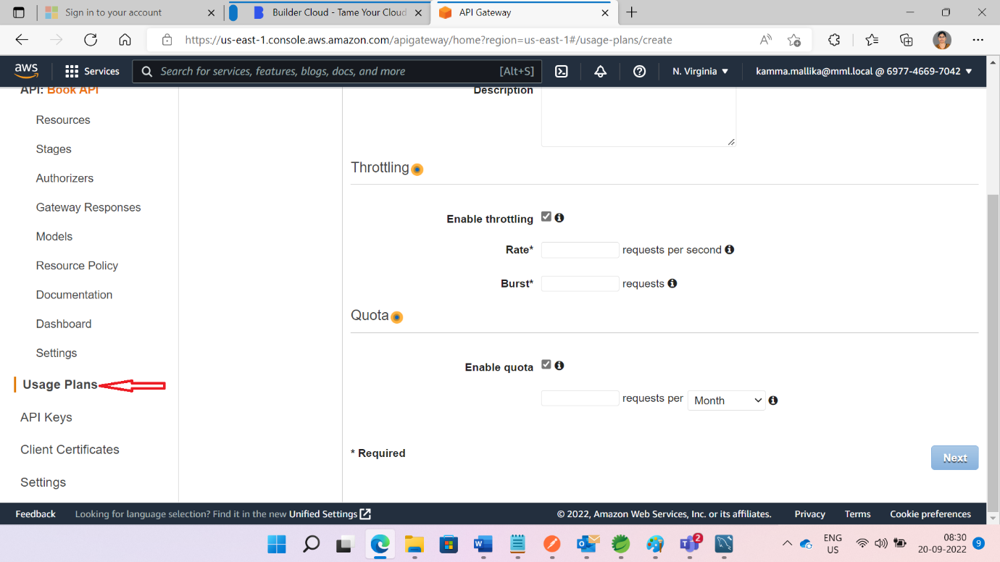 Sign in to your account
Builder Cloud - Tame Your Cloud
API Gateway
https://us-east-1.console.aws.amazon.com/apigateway/home?region=us-east-1#/usage-plans/create
aws
Services
Search for services, features, blogs, docs, and more
[Alt+S]
N. Virginia
kamma.mallika@mml.local @ 6977-4669-7042
API: Book API
Resources
Stages
Authorizers
Gateway Responses
Models
Resource Policy
Documentation
Dashboard
Settings
Usage Plans
API Keys
Client Certificates
Settings
Description
Throttling
Enable throttling
Rate* requests per second
Burst* requests
Quota
Enable quota
requests per Month
* Required
Next
Feedback
Looking for language selection? Find it in the new Unified Settings
© 2022, Amazon Web Services, Inc. or its affiliates.
Privacy
Terms
Cookie preferences
2
ENG
US
08:30
20-09-2022
9